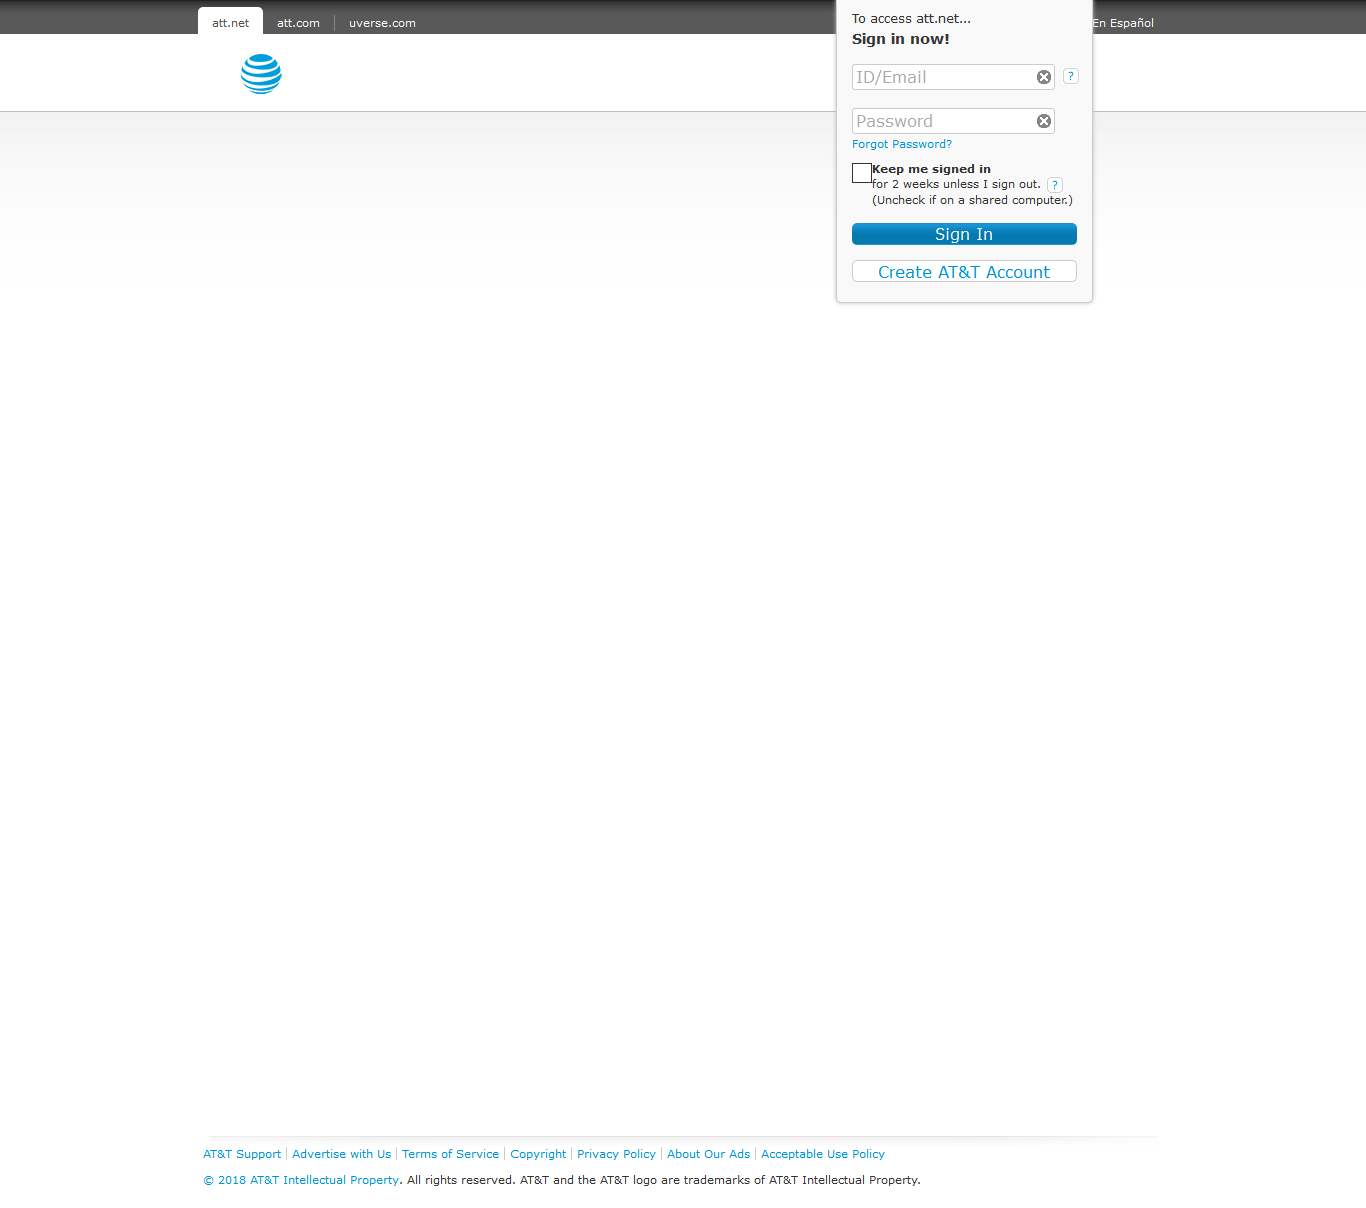 att.net att.com uverse.com En Español
To access att.net...
Sign in now!
ID/Email ?
Password
Forgot Password?
Keep me signed in
for 2 weeks unless I sign out. ?
(Uncheck if on a shared computer.)
Sign In
Create AT&T Account
AT&T Support Advertise with Us Terms of Service Copyright Privacy Policy About Our Ads Acceptable Use Policy
© 2018 AT&T Intellectual Property. All rights reserved. AT&T and the AT&T logo are trademarks of AT&T Intellectual Property.